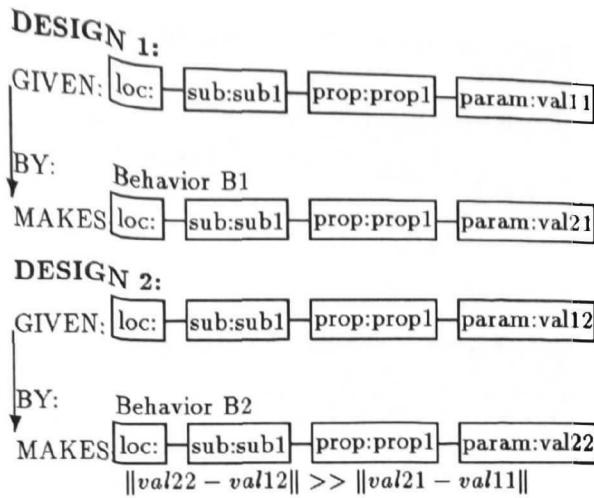 DESIGN 1:
GIVEN: loc: sub:sub1 prop:prop1 param:val11
BY: Behavior B1
MAKES loc: sub:sub1 prop:prop1 param:val21
DESIGN 2:
GIVEN: loc: sub:sub1 prop:prop1 param:val12
BY: Behavior B2
MAKES loc: sub:sub1 prop:prop1 param:val22
||val22 − val12|| >> ||val21 − val11||